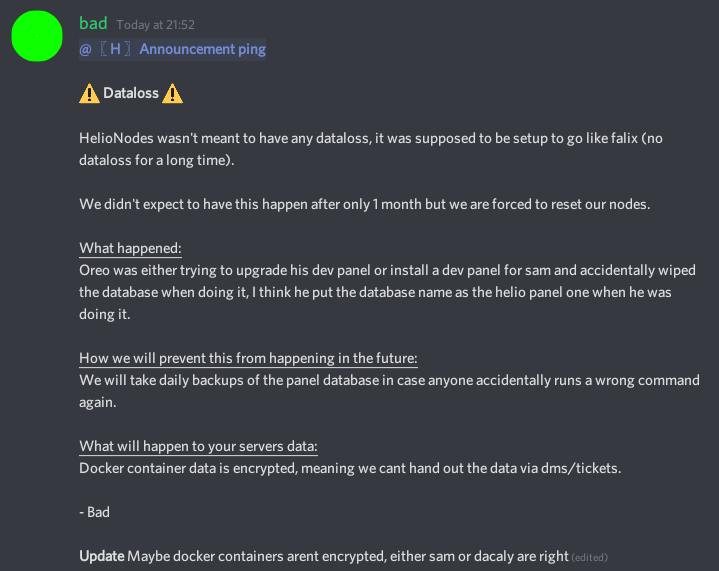 bad Today at 21:52
@ 〖 H 〗 Announcement ping
⚠️ Dataloss ⚠️
HelioNodes wasn't meant to have any dataloss, it was supposed to be setup to go like falix (no
dataloss for a long time).
We didn't expect to have this happen after only 1 month but we are forced to reset our nodes.
What happened:
Oreo was either trying to upgrade his dev panel or install a dev panel for sam and accidentally wiped
the database when doing it, I think he put the database name as the helio panel one when he was
doing it.
How we will prevent this from happening in the future:
We will take daily backups of the panel database in case anyone accidentally runs a wrong command
again.
What will happen to your servers data:
Docker container data is encrypted, meaning we cant hand out the data via dms/tickets.
- Bad
Update Maybe docker containers arent encrypted, either sam or dacaly are right (edited)